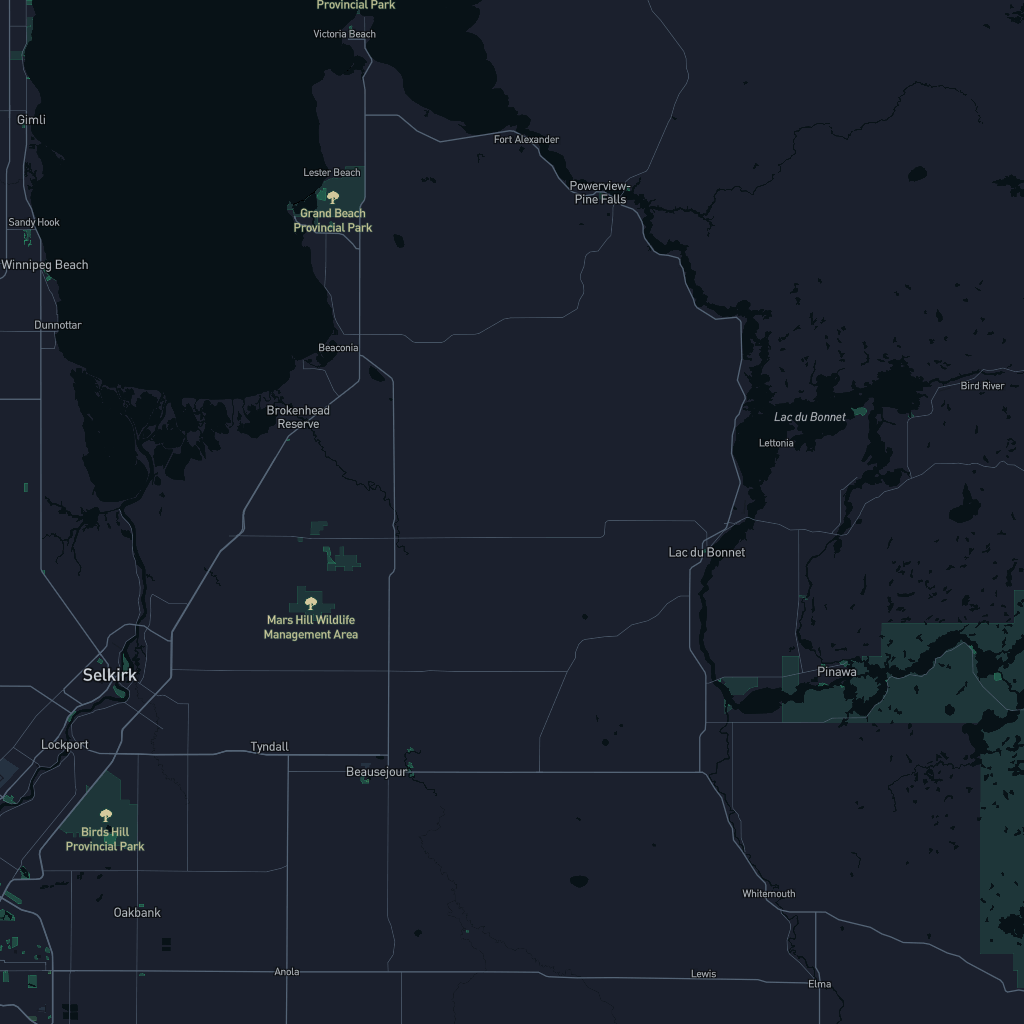 Provincial Park
Victoria Beach
Gimli
Fort Alexander
Lester Beach
Powerview-
Pine Falls
Grand Beach
Provincial Park
Sandy Hook
Winnipeg Beach
Dunnottar
Beaconia
Bird River
Brokenhead
Reserve
Lac du Bonnet
Lettonia
Lac du Bonnet
Mars Hill Wildlife
Management Area
Selkirk
Pinawa
Lockport
Tyndall
Beausejour
Birds Hill
Provincial Park
Whitemouth
Oakbank
Anola
Lewis
Elma